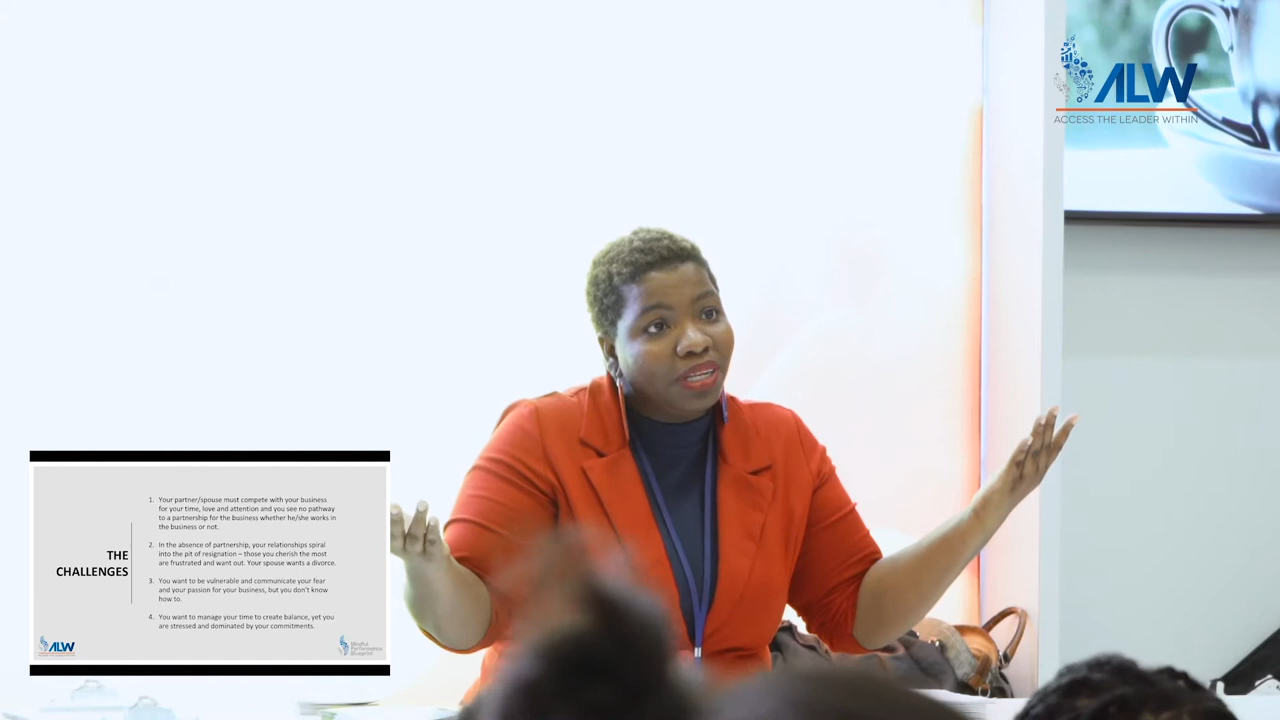 ALW
ACCESS THE LEADER WITHIN
THE
CHALLENGES
1. Your partner/spouse must compete with your business
for your time, love and attention and you see no pathway
to a partnership for the business whether he/she works in
the business or not.
2. In the absence of partnership, your relationships spiral
into the pit of resignation – those you cherish the most
are frustrated and want out. Your spouse wants a divorce.
3. You want to be vulnerable and communicate your fear
and your passion for your business, but you don't know
how to.
4. You want to manage your time to create balance, yet you
are stressed and dominated by your commitments.
ALW
Mindful
Performance
Blueprint